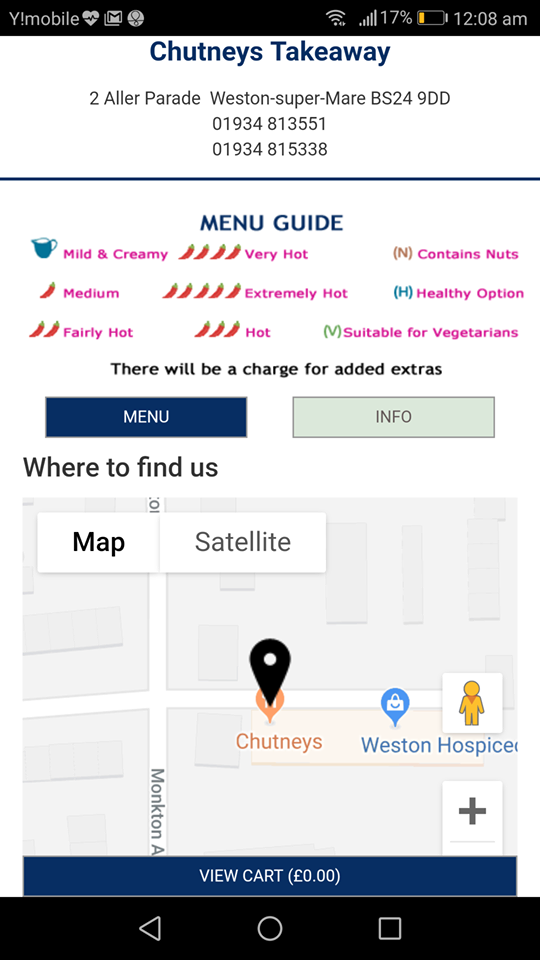 Y!mobile 17% 12:08 am
Chutneys Takeaway
2 Aller Parade Weston-super-Mare BS24 9DD
01934 813551
01934 815338
MENU GUIDE
Mild & Creamy Very Hot (N) Contains Nuts
Medium Extremely Hot (H) Healthy Option
Fairly Hot Hot (V) Suitable for Vegetarians
There will be a charge for added extras
MENU INFO
Where to find us
Map Satellite
Chutneys Weston Hospicec
Monkton A
VIEW CART (£0.00)